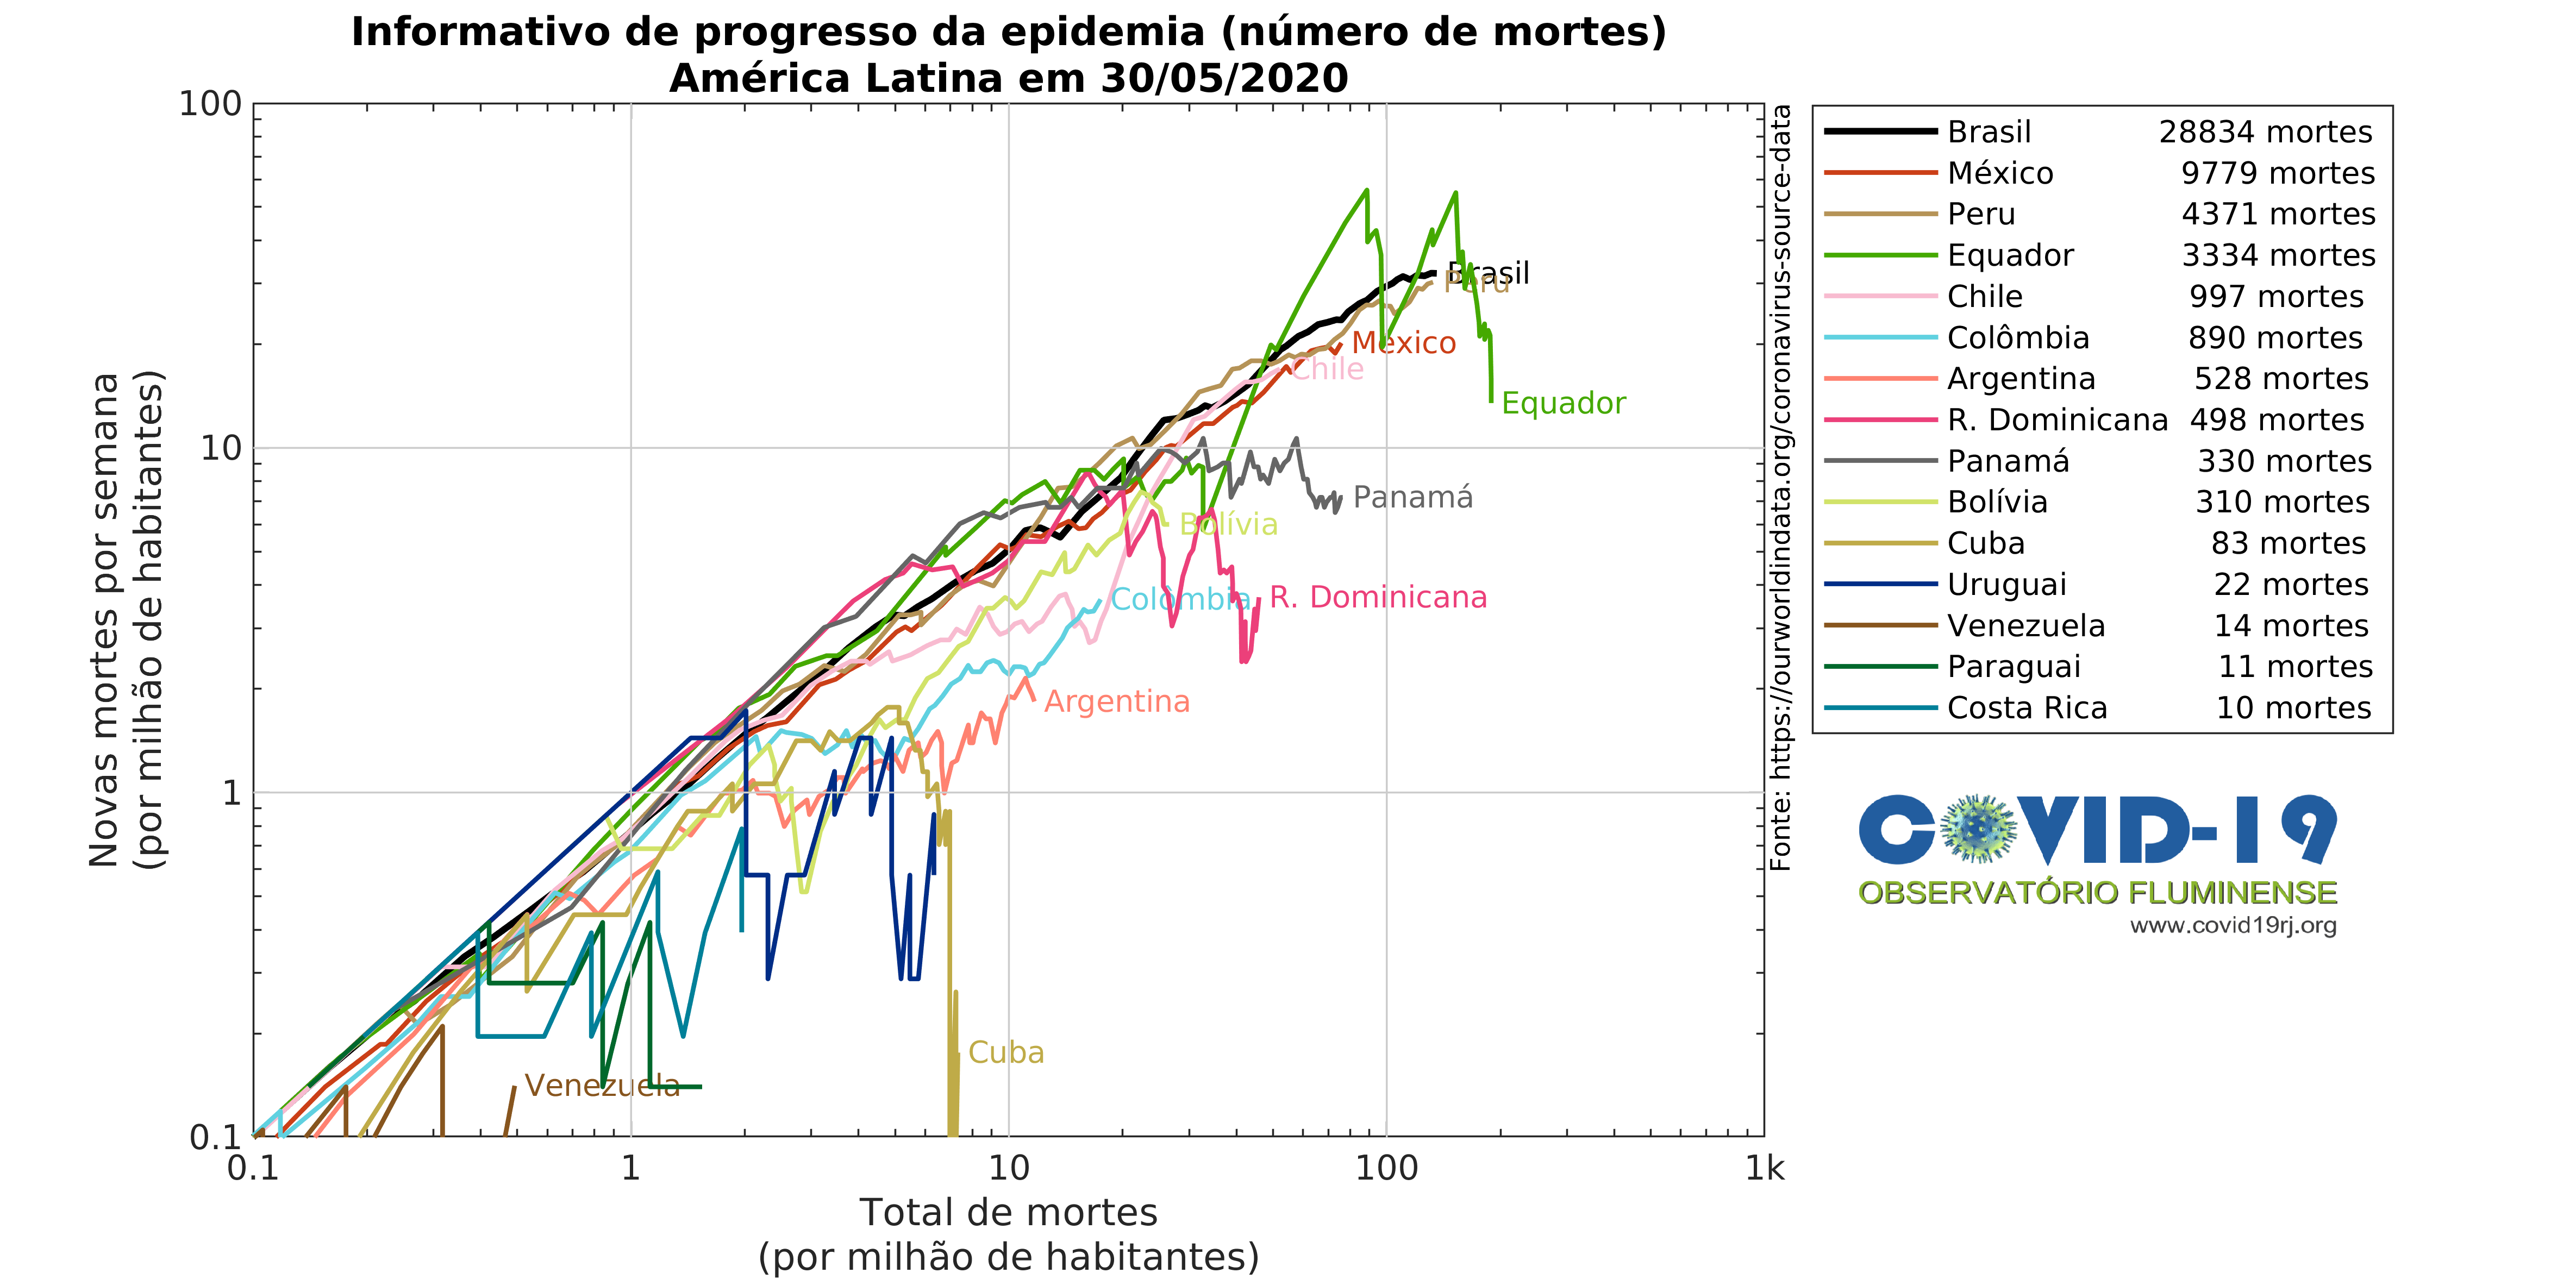 Informativo de progresso da epidemia (número de mortes)
América Latina em 30/05/2020
Novas mortes por semana
(por milhão de habitantes)
100
10
1
0.1
0.1
1
10
100
1k
Total de mortes
(por milhão de habitantes)
Brasil
Peru
México
Chile
Equador
Panamá
Bolívia
Colômbia
R. Dominicana
Argentina
Cuba
Venezuela
Fonte: https://ourworldindata.org/coronavirus-source-data
Brasil 28834 mortes
México 9779 mortes
Peru 4371 mortes
Equador 3334 mortes
Chile 997 mortes
Colômbia 890 mortes
Argentina 528 mortes
R. Dominicana 498 mortes
Panamá 330 mortes
Bolívia 310 mortes
Cuba 83 mortes
Uruguai 22 mortes
Venezuela 14 mortes
Paraguai 11 mortes
Costa Rica 10 mortes
COVID-19
OBSERVATÓRIO FLUMINENSE
www.covid19rj.org